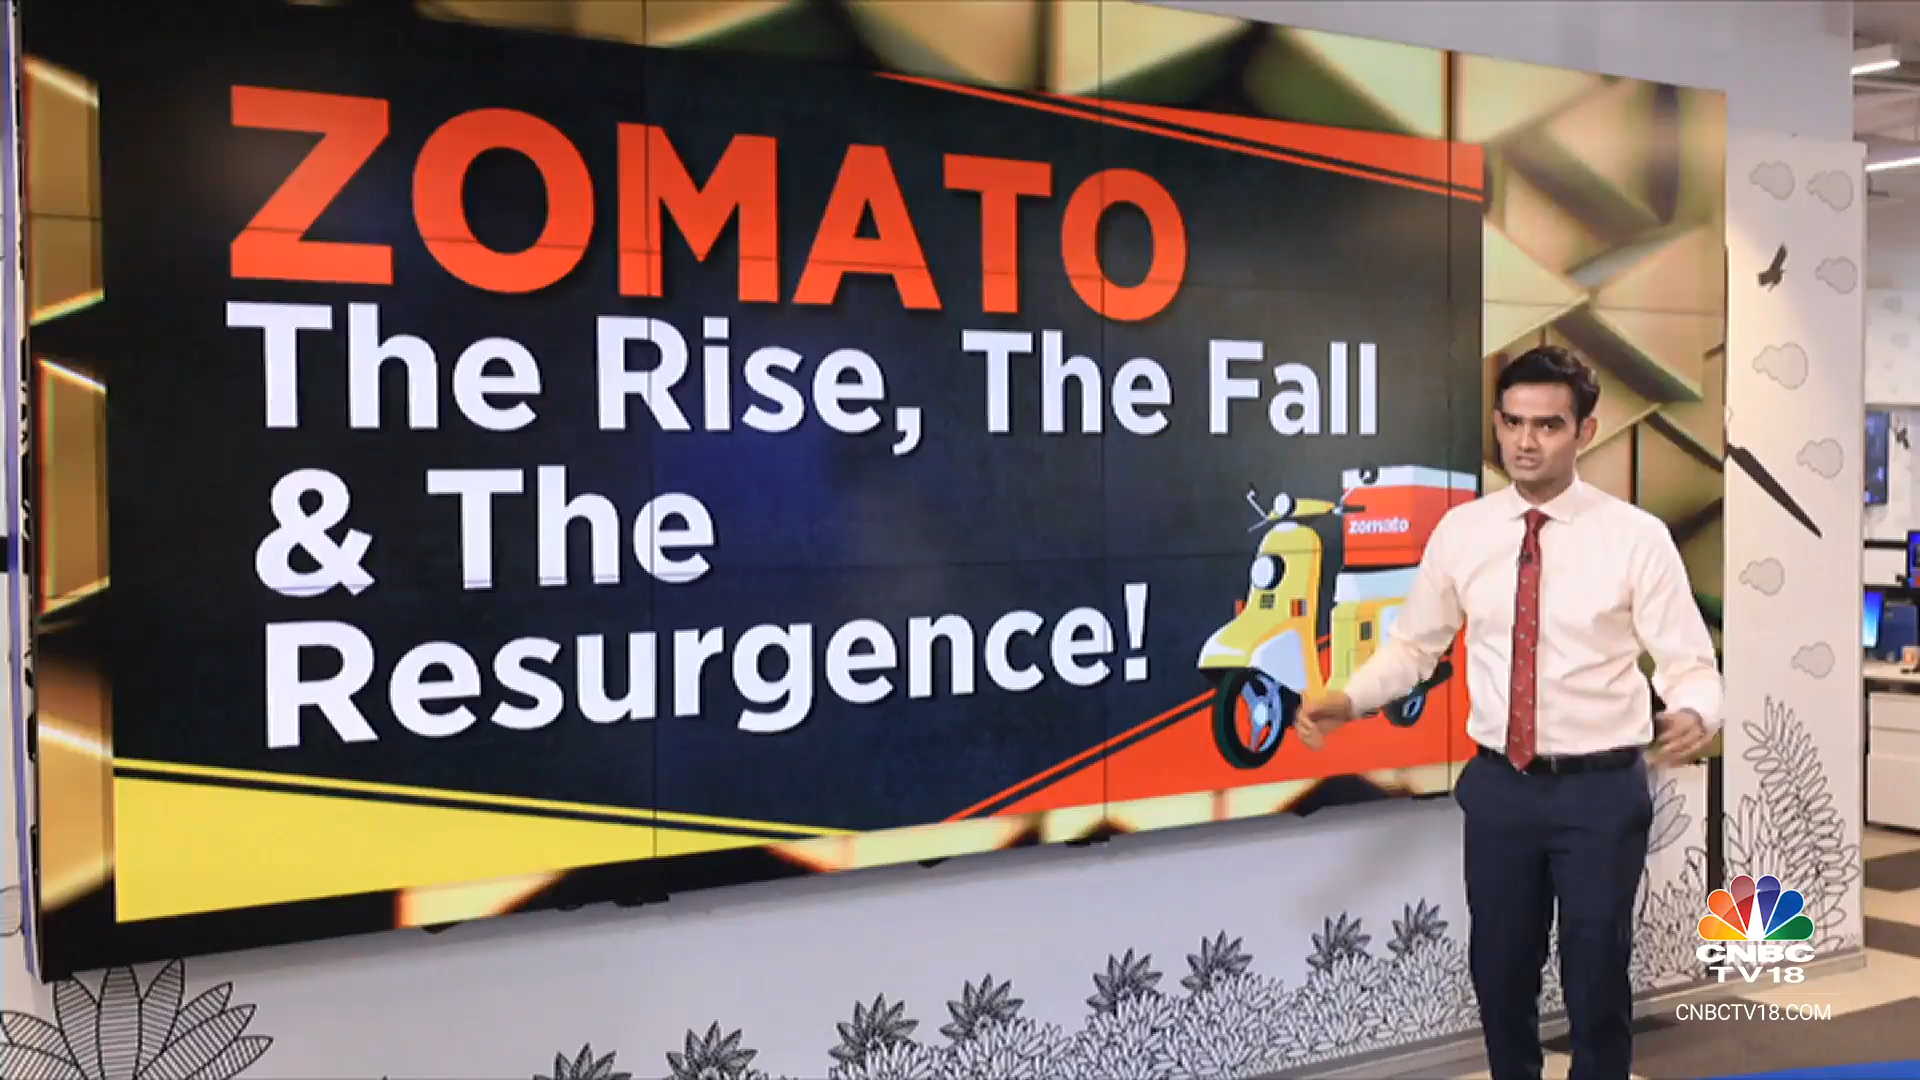 ZOMATO
The Rise, The Fall
& The
Resurgence!
zomato
CNBC
TV18
CNBCTV18.COM